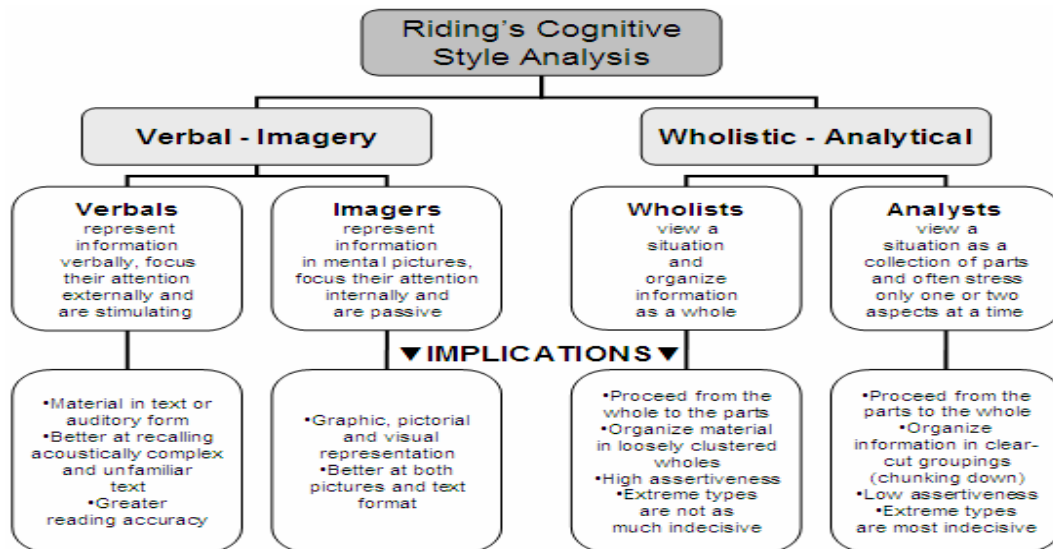 Riding's Cognitive
Style Analysis
Verbal - Imagery
Wholistic - Analytical
Verbals
represent
information
verbally, focus
their attention
externally and
are stimulating
Imagers
represent
information
in mental pictures,
focus their attention
internally and
are passive
Wholists
view a
situation
and
organize
information
as a whole
Analysts
view a
situation as a
collection of parts
and often stress
only one or two
aspects at a time
▼IMPLICATIONS▼
•Material in text or
auditory form
•Better at recalling
acoustically complex
and unfamiliar
text
•Greater
reading accuracy
•Graphic, pictorial
and visual
representation
•Better at both
pictures and text
format
•Proceed from the
whole to the parts
•Organize material
in loosely clustered
wholes
•High assertiveness
•Extreme types
are not as
much indecisive
•Proceed from the
parts to the whole
•Organize
information in clear-
cut groupings
(chunking down)
•Low assertiveness
•Extreme types
are most indecisive